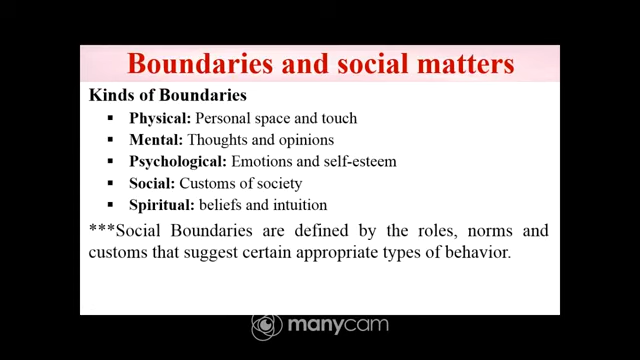 Boundaries and social matters
Kinds of Boundaries
▪ Physical: Personal space and touch
▪ Mental: Thoughts and opinions
▪ Psychological: Emotions and self-esteem
▪ Social: Customs of society
▪ Spiritual: beliefs and intuition
***Social Boundaries are defined by the roles, norms and
customs that suggest certain appropriate types of behavior.
manycam